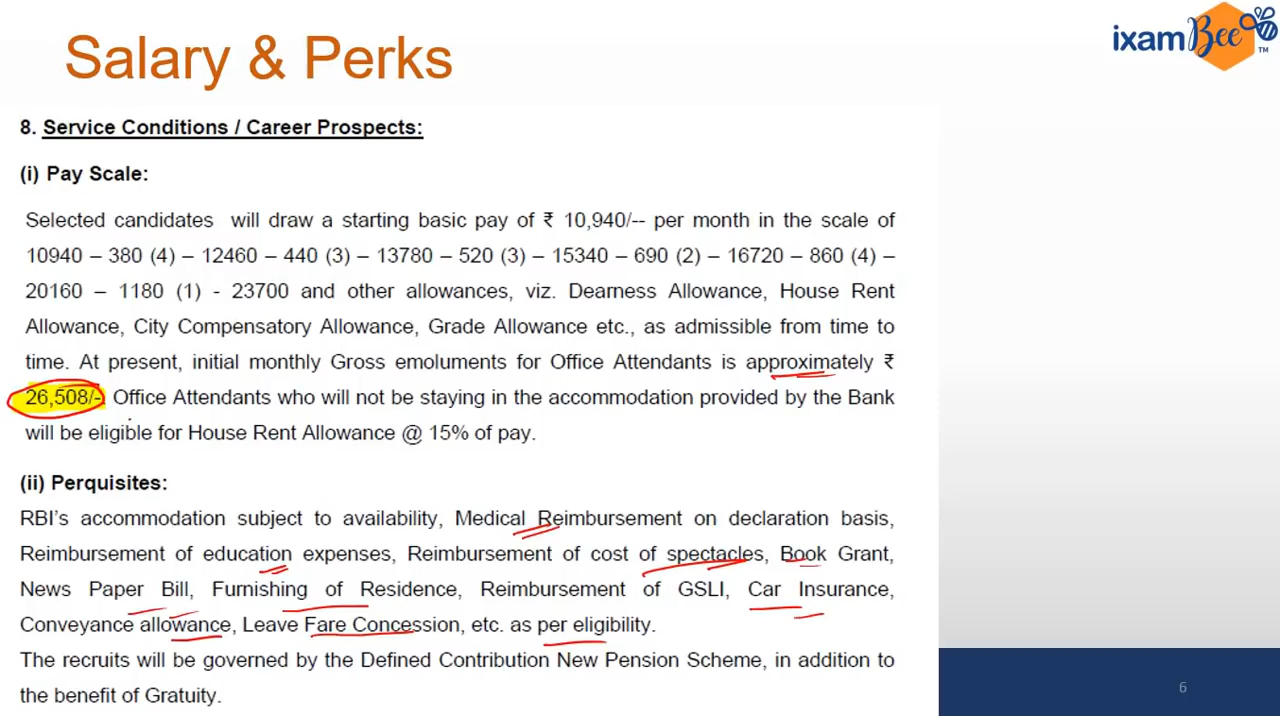 Salary & Perks
ixamBee™
8. Service Conditions / Career Prospects:
(i) Pay Scale:
Selected candidates will draw a starting basic pay of ₹ 10,940/-- per month in the scale of
10940 – 380 (4) – 12460 – 440 (3) – 13780 – 520 (3) – 15340 – 690 (2) – 16720 – 860 (4) –
20160 – 1180 (1) - 23700 and other allowances, viz. Dearness Allowance, House Rent
Allowance, City Compensatory Allowance, Grade Allowance etc., as admissible from time to
time. At present, initial monthly Gross emoluments for Office Attendants is approximately ₹
26,508/- Office Attendants who will not be staying in the accommodation provided by the Bank
will be eligible for House Rent Allowance @ 15% of pay.
(ii) Perquisites:
RBI's accommodation subject to availability, Medical Reimbursement on declaration basis,
Reimbursement of education expenses, Reimbursement of cost of spectacles, Book Grant,
News Paper Bill, Furnishing of Residence, Reimbursement of GSLI, Car Insurance,
Conveyance allowance, Leave Fare Concession, etc. as per eligibility.
The recruits will be governed by the Defined Contribution New Pension Scheme, in addition to
the benefit of Gratuity.
6